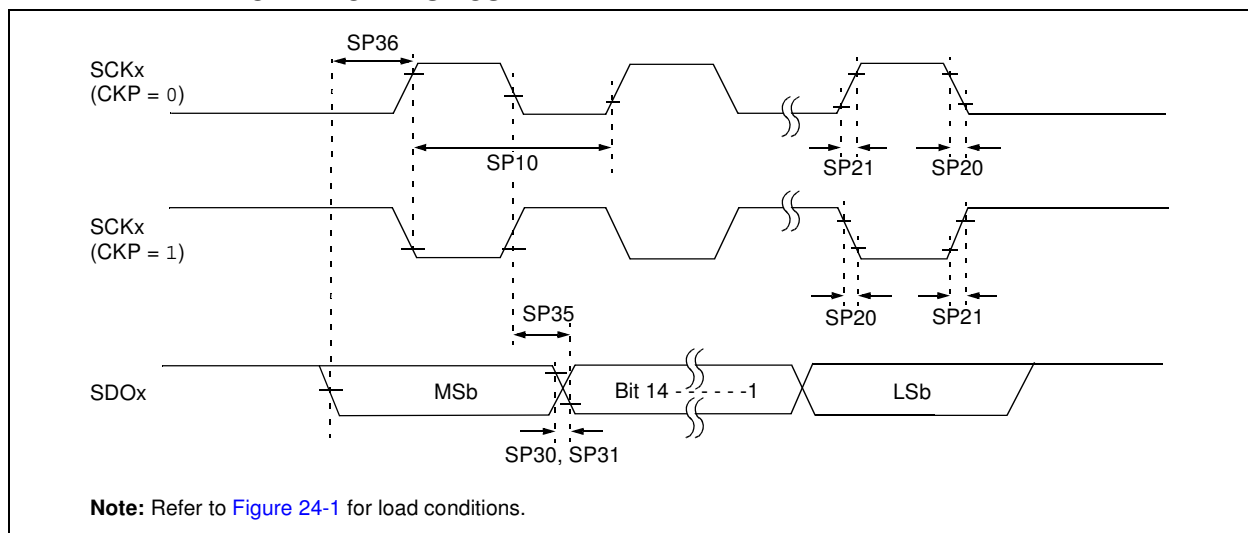 SP36
SCKx
(CKP = 0)
SP10
SP21
SP20
SCKx
(CKP = 1)
SP35
SP20
SP21
SDOx
MSb
Bit 14 - - - - - -1
LSb
SP30, SP31
Note: Refer to Figure 24-1 for load conditions.